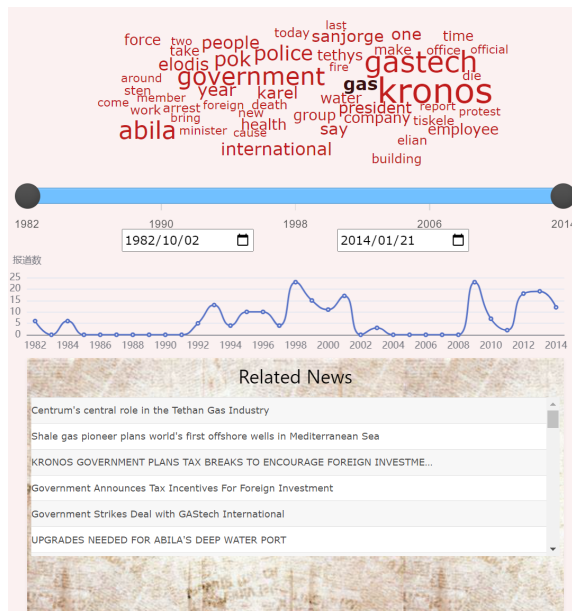 last
force two today sanjorge one time
take people police tethys make office official
elodis pok fire gastech
around government gas die
sten year karel kronos
come member foreign death water
work arrest new president report protest
bring group company tiskele
abila minister cause health say employee
international elian
building
1982 1990 1998 2006 2014
1982/10/02 2014/01/21
报道数
25
20
15
10
5
0
1982 1984 1986 1988 1990 1992 1994 1996 1998 2000 2002 2004 2006 2008 2010 2012 2014
Related News
Centrum's central role in the Tethan Gas Industry
Shale gas pioneer plans world's first offshore wells in Mediterranean Sea
KRONOS GOVERNMENT PLANS TAX BREAKS TO ENCOURAGE FOREIGN INVESTME...
Government Announces Tax Incentives For Foreign Investment
Government Strikes Deal with GAStech International
UPGRADES NEEDED FOR ABILA'S DEEP WATER PORT